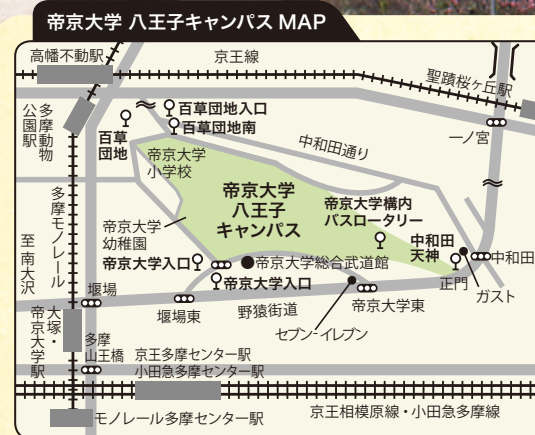 帝京大学 八王子キャンパス MAP
高幡不動駅
京王線
聖蹟桜ヶ丘駅
多摩動物
公園駅
百草
団地
百草団地入口
百草団地南
一ノ宮
中和田通り
帝京大学
小学校
帝京大学
八王子
キャンパス
帝京大学構内
バスロータリー
多摩モノレール
至 南大沢
帝京大学
幼稚園
中和田
天神
中和田
帝京大学入口
帝京大学総合武道館
正門
ガスト
帝京大学入口
堰場
堰場東
野猿街道
帝京大学東
セブン-イレブン
大塚・
帝京大学駅
多摩
山王橋
京王多摩センター駅
小田急多摩センター駅
モノレール多摩センター駅
京王相模原線・小田急多摩線